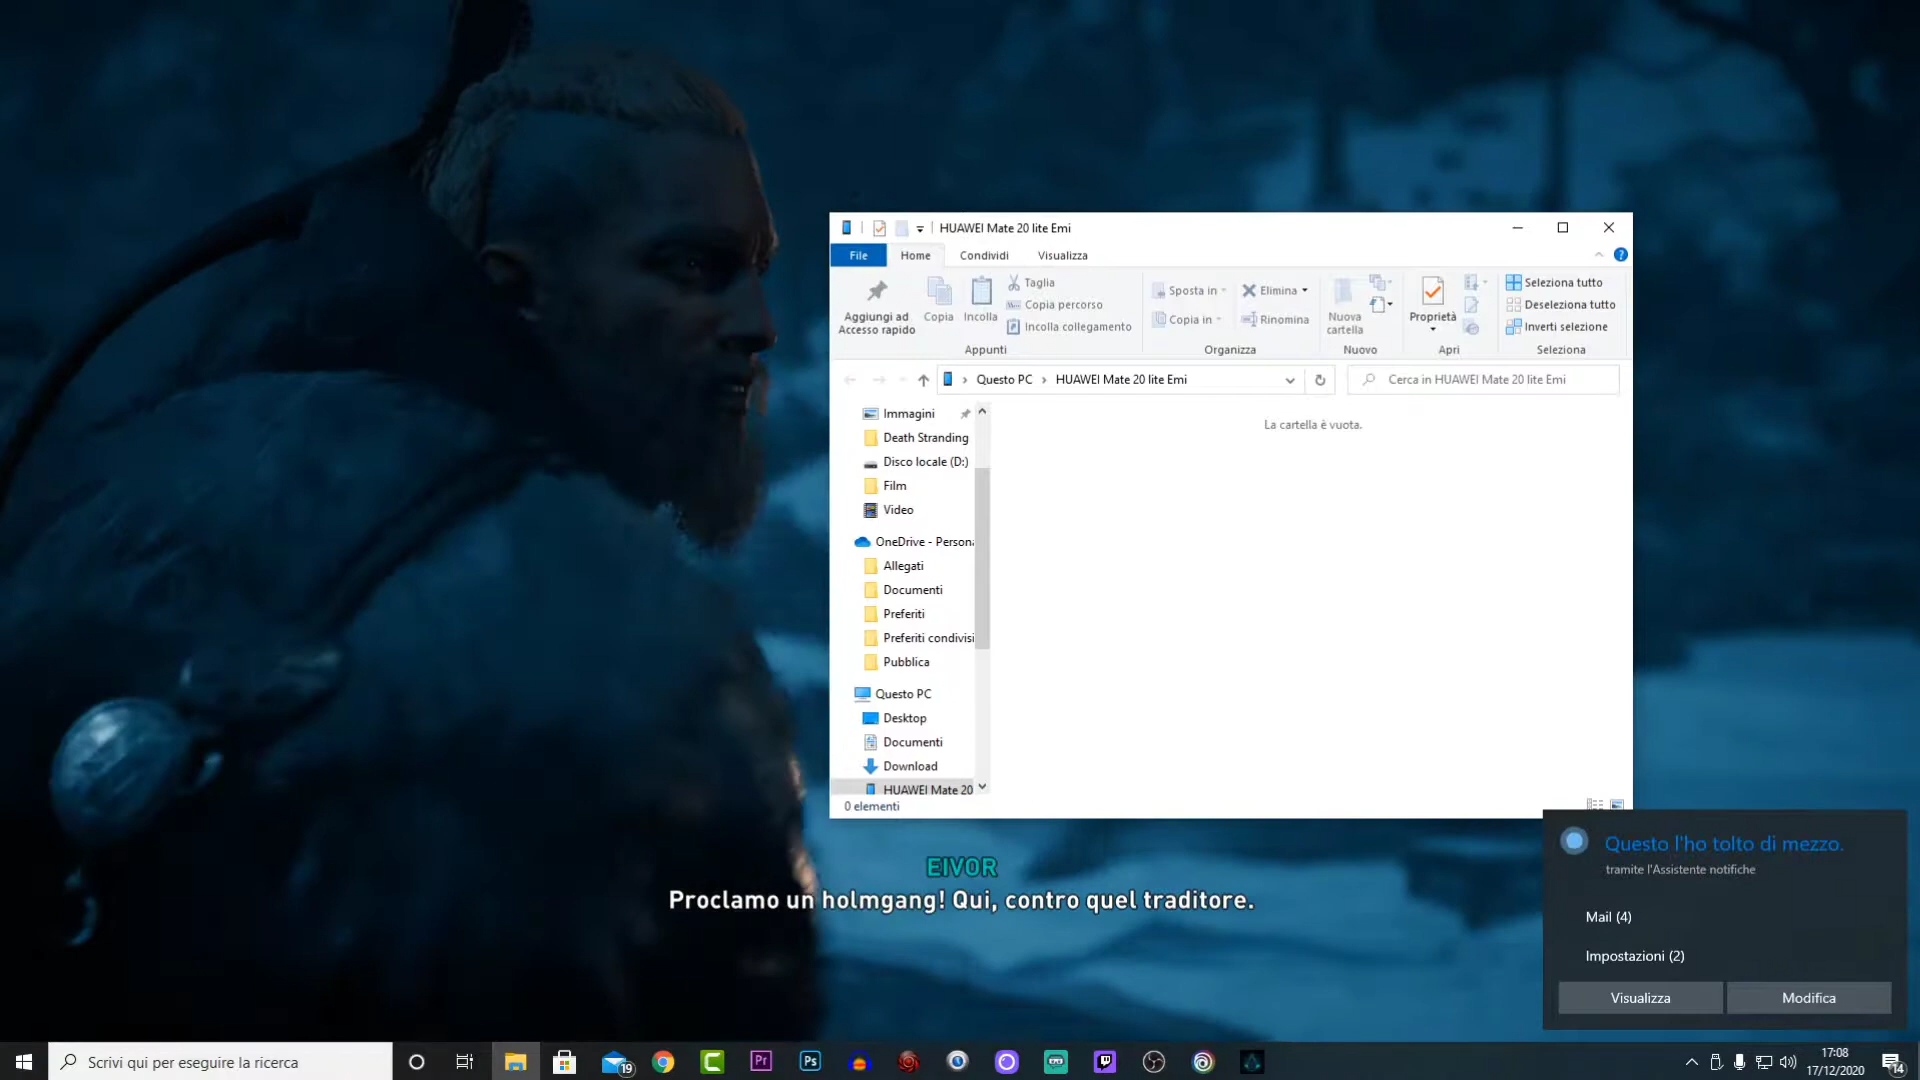 HUAWEI Mate 20 lite Emi
File
Home
Condividi
Visualizza
Aggiungi ad
Accesso rapido
Copia
Incolla
Taglia
Copia percorso
Incolla collegamento
Appunti
Sposta in
Copia in
Elimina
Rinomina
Organizza
Nuova
cartella
Nuovo
Proprietà
Apri
Seleziona tutto
Deseleziona tutto
Inverti selezione
Seleziona
Questo PC
HUAWEI Mate 20 lite Emi
Cerca in HUAWEI Mate 20 lite Emi
Immagini
Death Stranding
Disco locale (D:)
Film
Video
OneDrive - Persona
Allegati
Documenti
Preferiti
Preferiti condivisi
Pubblica
Questo PC
Desktop
Documenti
Download
HUAWEI Mate 20
La cartella è vuota.
0 elementi
EIVOR
Proclamo un holmgang! Qui, contro quel traditore.
Questo l'ho tolto di mezzo.
tramite l'Assistente notifiche
Mail (4)
Impostazioni (2)
Visualizza
Modifica
Scrivi qui per eseguire la ricerca
19
Pr
Ps
17:08
17/12/2020
14